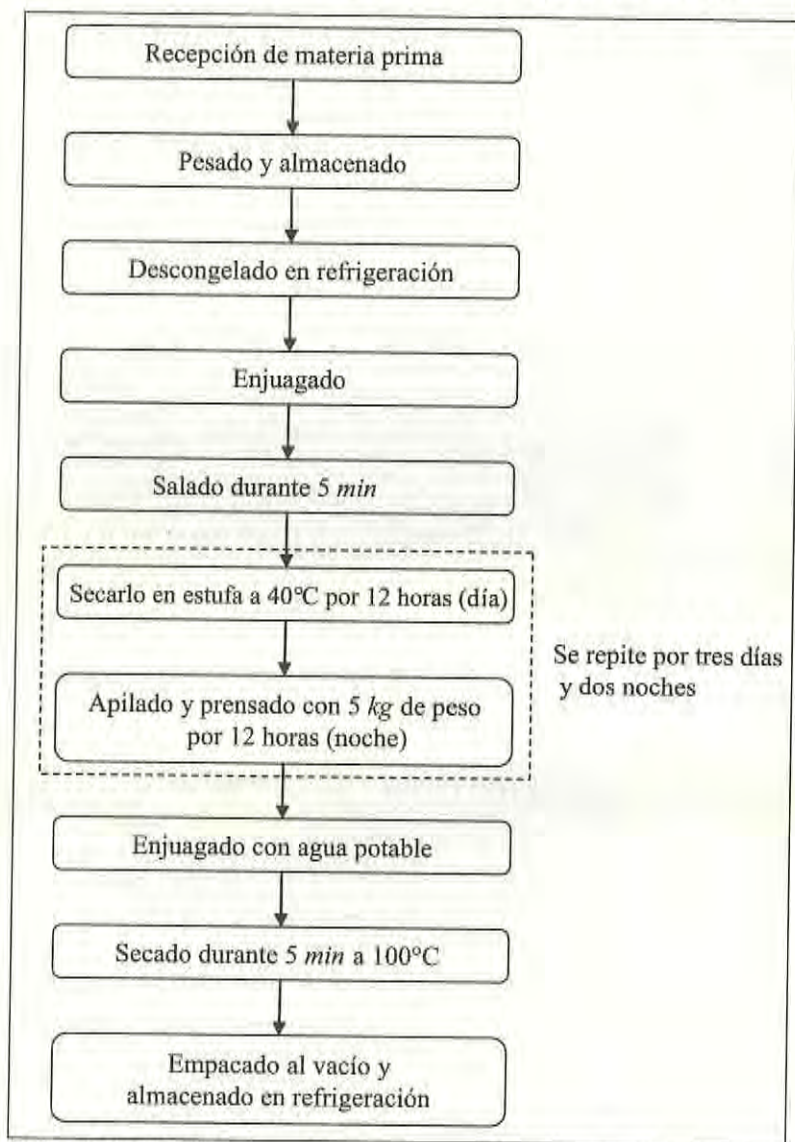 Recepción de materia prima
Pesado y almacenado
Descongelado en refrigeración
Enjuagado
Salado durante 5 min
Secarlo en estufa a 40°C por 12 horas (día)
Apilado y prensado con 5 kg de peso
por 12 horas (noche)
Se repite por tres días
y dos noches
Enjuagado con agua potable
Secado durante 5 min a 100°C
Empacado al vacío y
almacenado en refrigeración